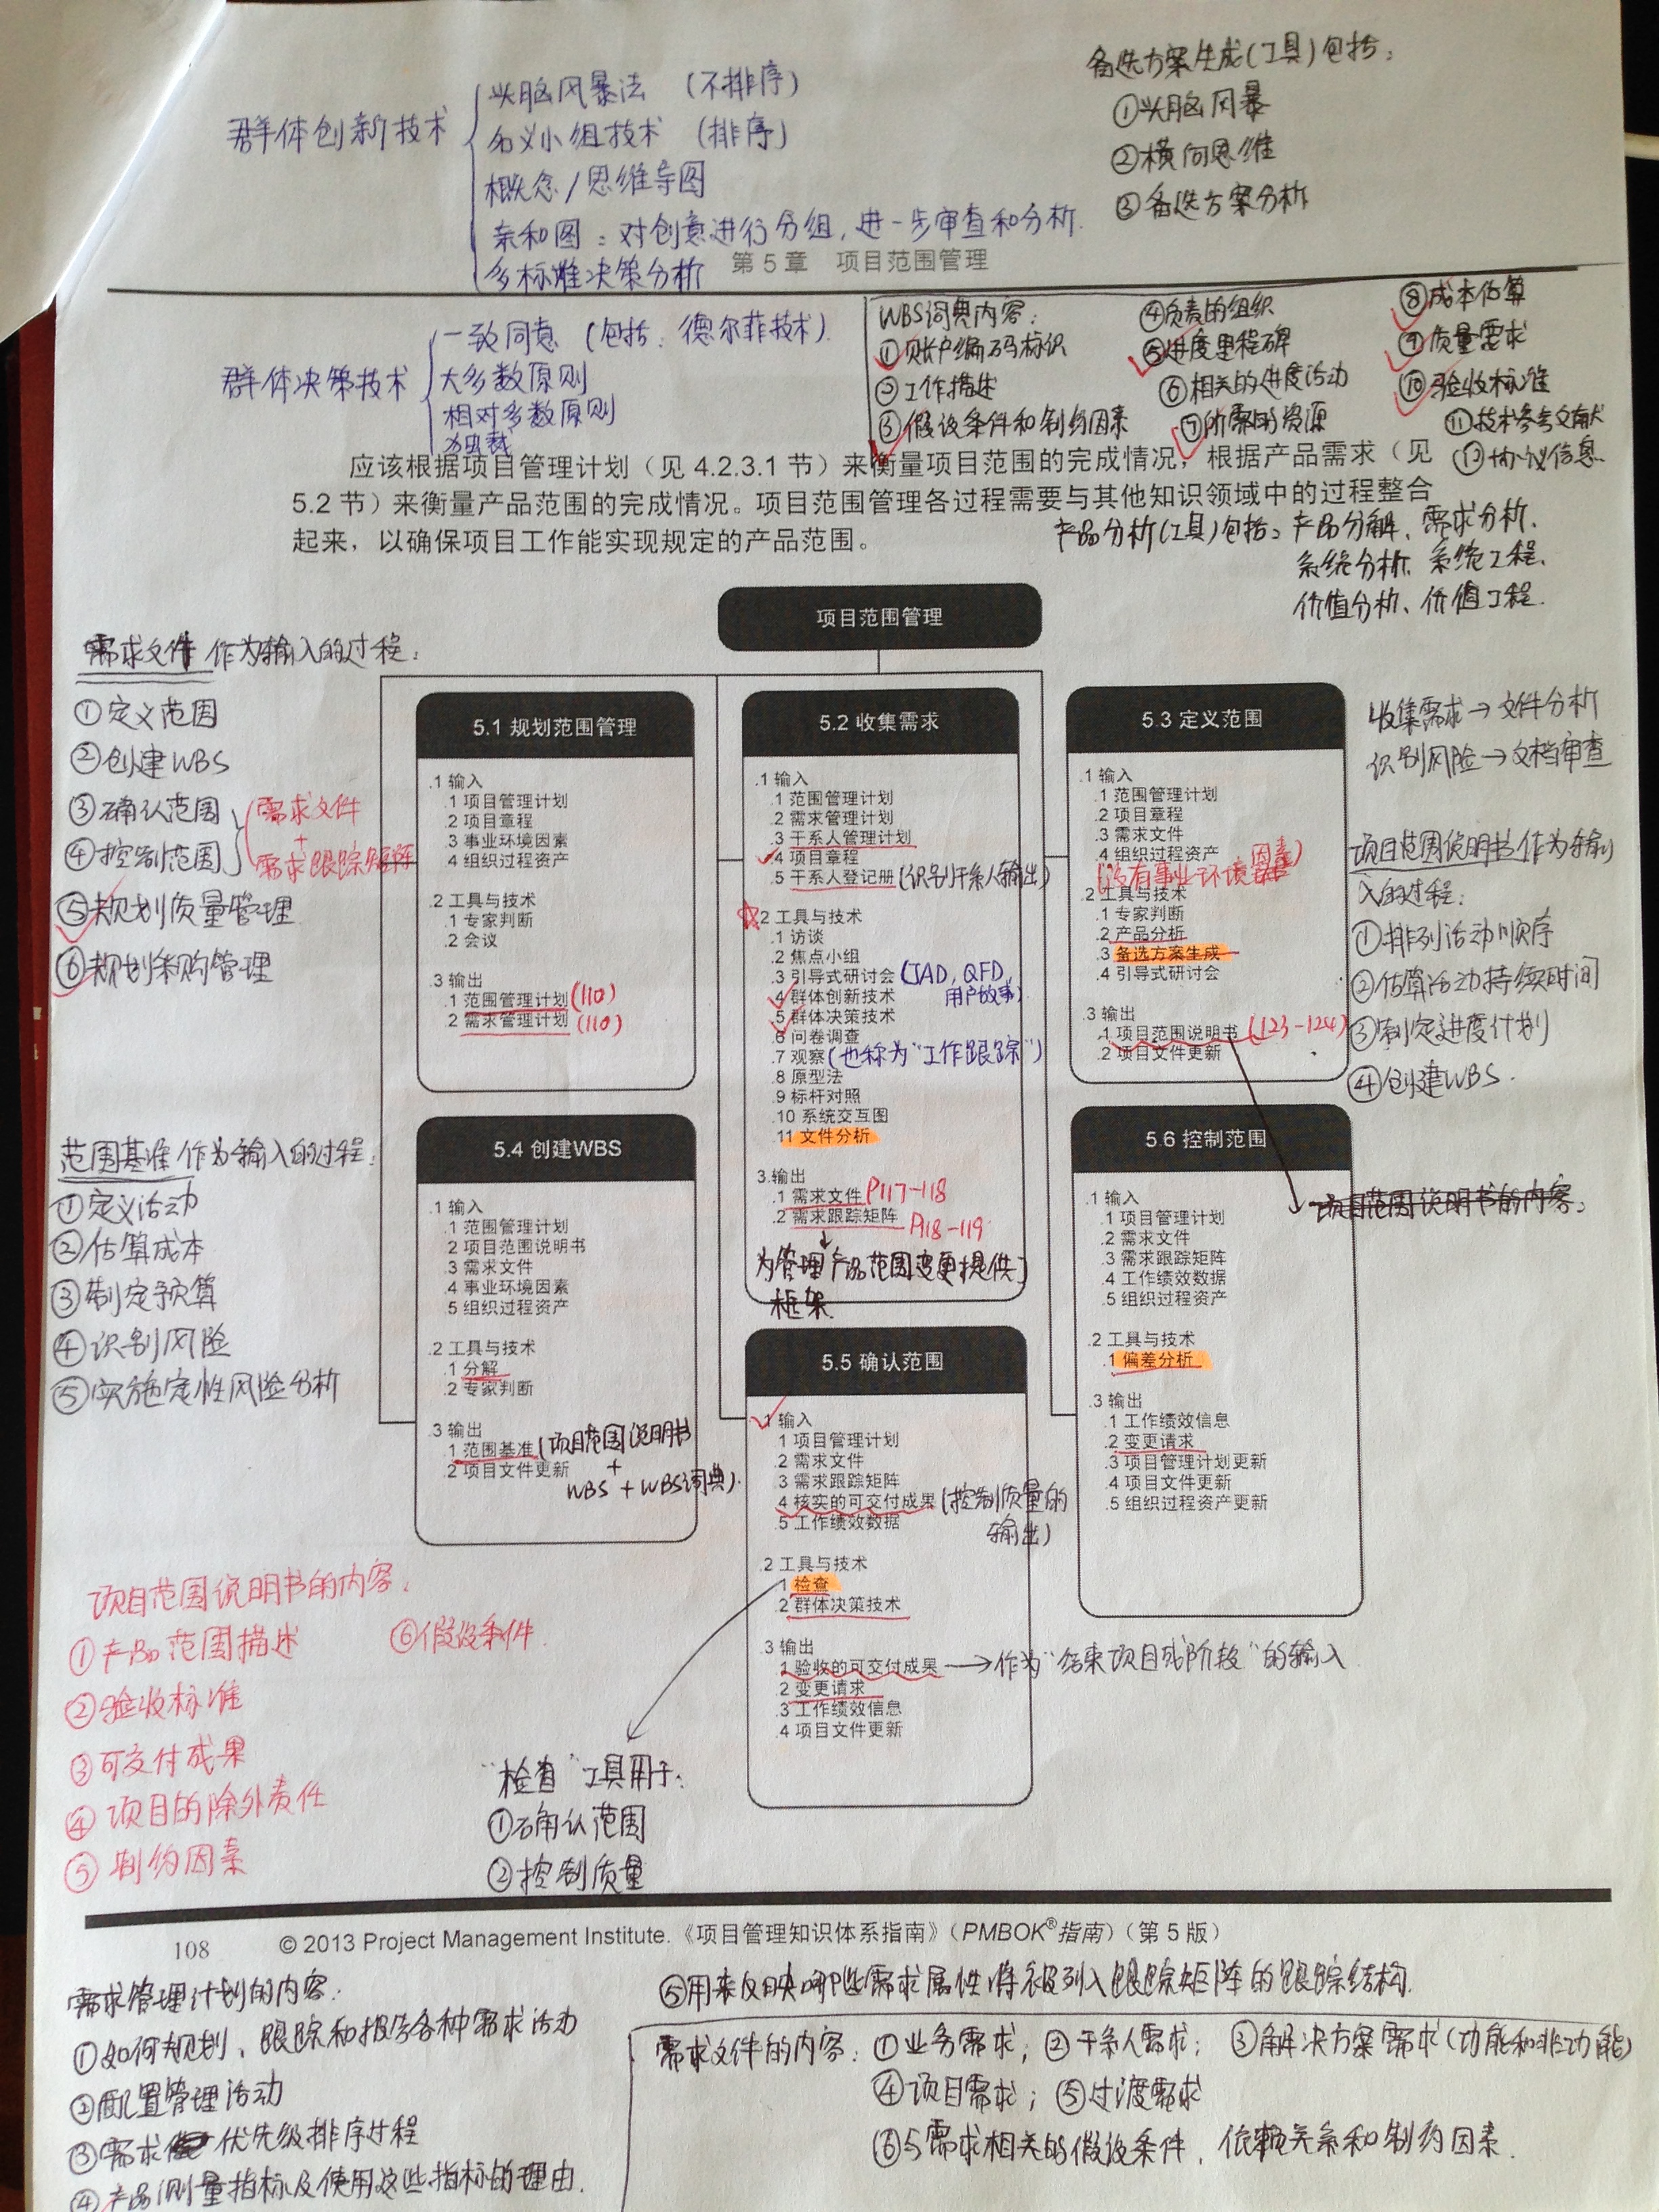 群体创新技术
头脑风暴法 （不排序）
名义小组技术 （排序）
概念/思维导图
亲和图：对创意进行分组，进一步审查和分析.
多标准决策分析
备选方案生成（工具）包括：
①头脑风暴
②横向思维
③备选方案分析
第5章 项目范围管理
群体决策技术
一致同意（包括：德尔菲技术）.
大多数原则
相对多数原则
独裁
WBS词典内容：
①账户编码标识
②工作描述
③假设条件和制约因素
④负责的组织
⑤进度里程碑
⑥相关的进度活动
⑦所需的资源
⑧成本估算
⑨质量需求
⑩验收标准
⑪技术参考文献
⑫协议信息.
应该根据项目管理计划（见 4.2.3.1 节）来衡量项目范围的完成情况，根据产品需求（见
5.2 节）来衡量产品范围的完成情况。项目范围管理各过程需要与其他知识领域中的过程整合
起来，以确保项目工作能实现规定的产品范围。
产品分析（工具）包括：产品分解、需求分析、
系统分析、系统工程、
价值分析、价值工程.
项目范围管理
需求文件 作为输入的过程：
①定义范围
②创建WBS
③确认范围
④控制范围
需求文件
+
需求跟踪矩阵
⑤规划质量管理
⑥规划采购管理
范围基准作为输入的过程：
①定义活动
②估算成本
③制定预算
④识别风险
⑤实施定性风险分析
5.1 规划范围管理
.1 输入
.1 项目管理计划
.2 项目章程
.3 事业环境因素
.4 组织过程资产
.2 工具与技术
.1 专家判断
.2 会议
.3 输出
.1 范围管理计划(110)
.2 需求管理计划(110)
5.2 收集需求
.1 输入
.1 范围管理计划
.2 需求管理计划
.3 干系人管理计划
.4 项目章程
.5 干系人登记册（识别干系人输出）
.2 工具与技术
.1 访谈
.2 焦点小组
.3 引导式研讨会（JAD, QFD,
用户故事）
.4 群体创新技术
.5 群体决策技术
.6 问卷调查
.7 观察（也称为“工作跟踪”）
.8 原型法
.9 标杆对照
.10 系统交互图
.11 文件分析
.3 输出
.1 需求文件 P117-118
.2 需求跟踪矩阵 P118-119
为管理产品范围变更提供
框架.
5.3 定义范围
.1 输入
.1 范围管理计划
.2 项目章程
.3 需求文件
.4 组织过程资产
（没有事业环境因素）
.2 工具与技术
.1 专家判断
.2 产品分析
.3 备选方案生成
.4 引导式研讨会
.3 输出
.1 项目范围说明书(123-124)
.2 项目文件更新
收集需求→文件分析
识别风险→文档审查
项目范围说明书作为输
入的过程：
①排列活动顺序
②估算活动持续时间
③制定进度计划
④创建WBS.
5.4 创建WBS
.1 输入
.1 范围管理计划
.2 项目范围说明书
.3 需求文件
.4 事业环境因素
.5 组织过程资产
.2 工具与技术
.1 分解
.2 专家判断
.3 输出
.1 范围基准（项目范围说明书
+
WBS + WBS词典）.
.2 项目文件更新
5.5 确认范围
.1 输入
.1 项目管理计划
.2 需求文件
.3 需求跟踪矩阵
.4 核实的可交付成果（控制质量的
输出）
.5 工作绩效数据
.2 工具与技术
.1 检查
.2 群体决策技术
.3 输出
.1 验收的可交付成果→作为“结束项目或阶段”的输入
.2 变更请求
.3 工作绩效信息
.4 项目文件更新
5.6 控制范围
项目范围说明书的内容：
.1 输入
.1 项目管理计划
.2 需求文件
.3 需求跟踪矩阵
.4 工作绩效数据
.5 组织过程资产
.2 工具与技术
.1 偏差分析
.3 输出
.1 工作绩效信息
.2 变更请求
.3 项目管理计划更新
.4 项目文件更新
.5 组织过程资产更新
项目范围说明书的内容：
①产品范围描述
②验收标准
③可交付成果
④项目的除外责任
⑤制约因素
⑥假设条件.
“检查”工具用于：
①确认范围
②控制质量
108
© 2013 Project Management Institute.《项目管理知识体系指南》（PMBOK®指南）（第 5 版）
需求管理计划的内容：
①如何规划、跟踪和报告各种需求活动
②配置管理活动
③需求优先级排序过程
④产品测量指标及使用这些指标的理由.
⑤用来反映哪些需求属性将被列入跟踪矩阵的跟踪结构.
需求文件的内容：①业务需求；②干系人需求；③解决方案需求（功能和非功能）
④项目需求；⑤过渡需求
⑥与需求相关的假设条件、依赖关系和制约因素.